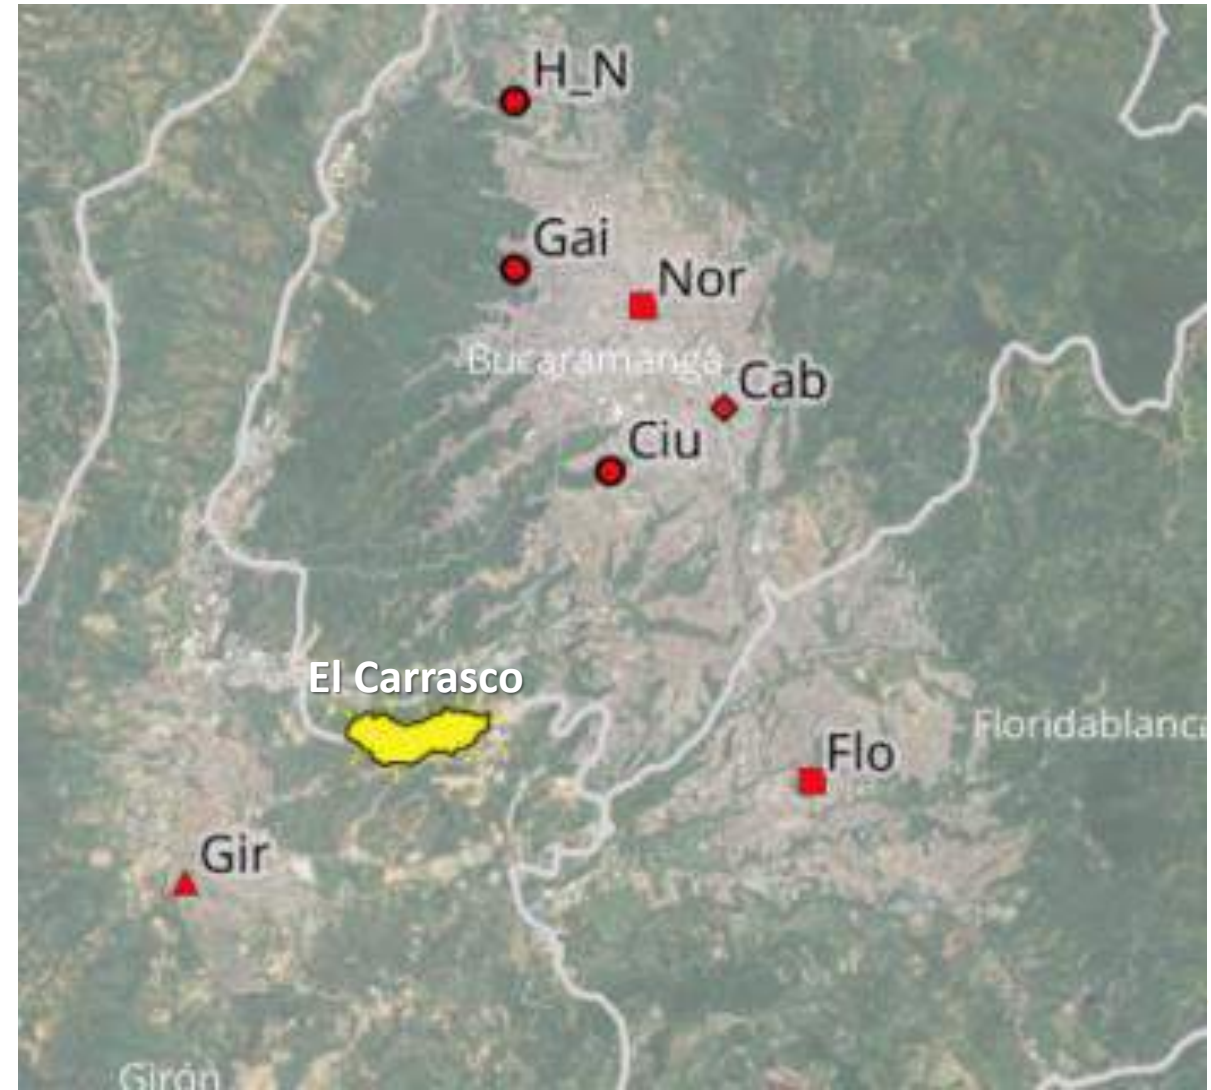 H_N
Gai
Nor
Bucaramanga
Cab
Ciu
El Carrasco
Floridablanca
Flo
Gir
Girón